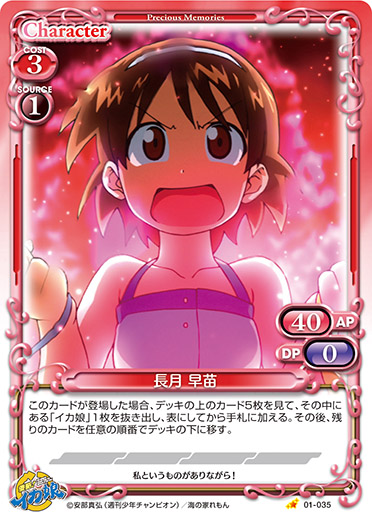 Precious Memories
Character
COST
3
SOURCE
1
40 AP
DP 0
長月 早苗
このカードが登場した場合、デッキの上のカード5枚を見て、その中に
ある「イカ娘」1枚を抜き出し、表にしてから手札に加える。その後、残
りのカードを任意の順番でデッキの下に移す。
私というものがありながら!
イカ娘
©安部真弘(週刊少年チャンピオン)/海の家れもん
01-035